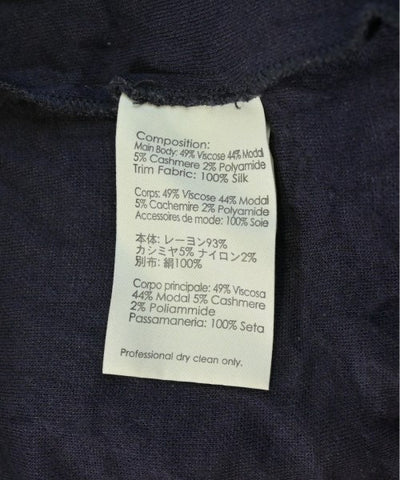 Composition:
Main Body: 49% Viscose 44% Modal
5% Cashmere 2% Polyamide
Trim Fabric: 100% Silk
Corps: 49% Viscose 44% Modal
5% Cachemire 2% Polyamide
Accessoires de mode: 100% Soie
本体: レーヨン93%
カシミヤ5% ナイロン2%
別布: 絹100%
Corpo principale: 49% Viscosa
44% Modal 5% Cashmere
2% Poliammide
Passamaneria: 100% Seta
Professional dry clean only.